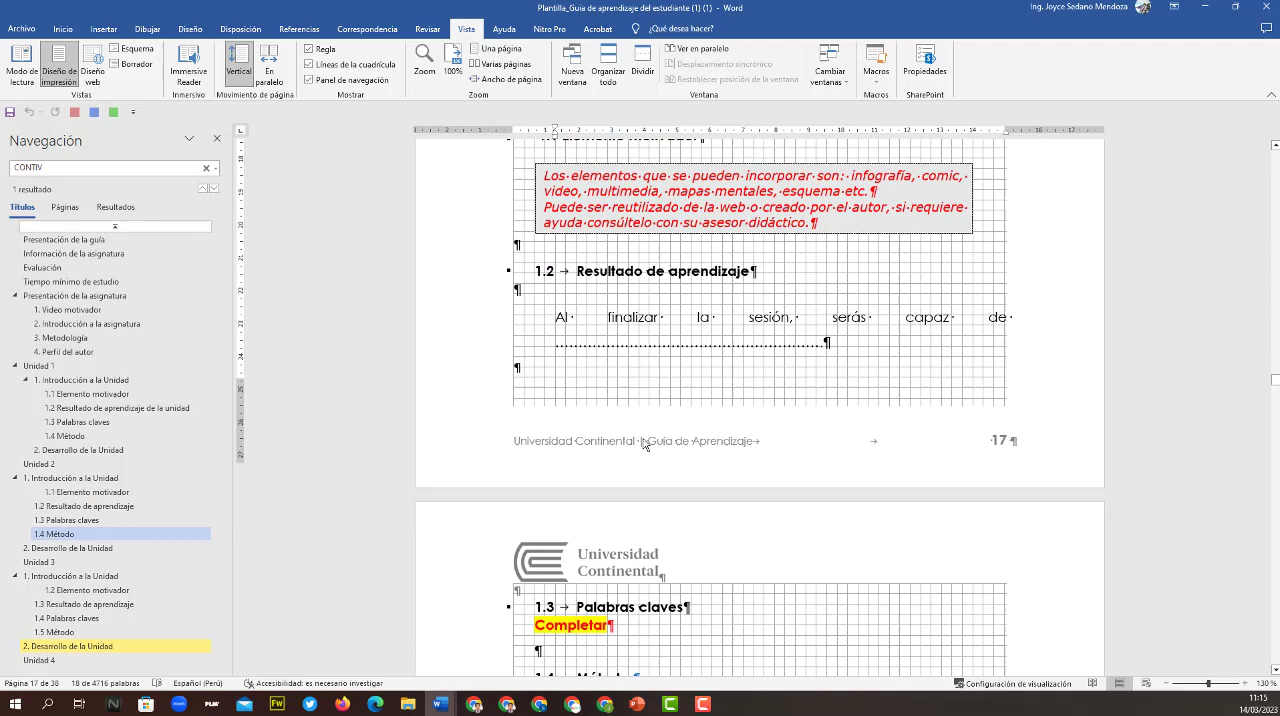 Plantilla_Guia de aprendizaje del estudiante (1) (1) - Word
Ing. Joyce Sedano Mendoza
Archivo Inicio Insertar Dibujar Diseño Disposición Referencias Correspondencia Revisar Vista Ayuda Nitro Pro Acrobat ¿Qué desea hacer?
Modo de lectura
Diseño de impresión
Diseño web
Esquema
Borrador
Vistas
Immersive Reader
Inmersivo
Vertical
En paralelo
Movimiento de página
Regla
Líneas de la cuadrícula
Panel de navegación
Mostrar
Zoom
100%
Una página
Varias páginas
Ancho de página
Zoom
Nueva ventana
Organizar todo
Dividir
Ver en paralelo
Desplazamiento sincrónico
Restablecer posición de la ventana
Ventana
Cambiar ventanas
Macros
Macros
Propiedades
SharePoint
Navegación
CONTIV
1 resultado
Títulos Páginas Resultados
Presentación de la guía
Información de la asignatura
Evaluación
Tiempo mínimo de estudio
Presentación de la asignatura
1. Video motivador
2. Introducción a la asignatura
3. Metodología
4. Perfil del autor
Unidad 1
1. Introducción a la Unidad
1.1 Elemento motivador
1.2 Resultado de aprendizaje de la unidad
1.3 Palabras claves
1.4 Método
2. Desarrollo de la Unidad
Unidad 2
1. Introducción a la Unidad
1.1 Elemento motivador
1.2 Resultado de aprendizaje
1.3 Palabras claves
1.4 Método
2. Desarrollo de la Unidad
Unidad 3
1. Introducción a la Unidad
1.2 Elemento motivador
1.3 Resultado de aprendizaje
1.4 Palabras claves
1.5 Método
2. Desarrollo de la Unidad
Unidad 4
Los elementos que se pueden incorporar son: infografía, comic,
video, multimedia, mapas mentales, esquema etc.¶
Puede ser reutilizado de la web o creado por el autor, si requiere
ayuda consúltelo con su asesor didáctico.¶
¶
1.2 → Resultado de aprendizaje¶
¶
Al finalizar la sesión, serás capaz de
.........................................................¶
¶
Universidad Continental | Guía de Aprendizaje→ → 17¶
Universidad
Continental¶
¶
1.3 → Palabras claves¶
Completar¶
¶
Página 17 de 38 18 de 4716 palabras Español (Perú) Accesibilidad: es necesario investigar Configuración de visualización 130 %
11:15
14/08/2023